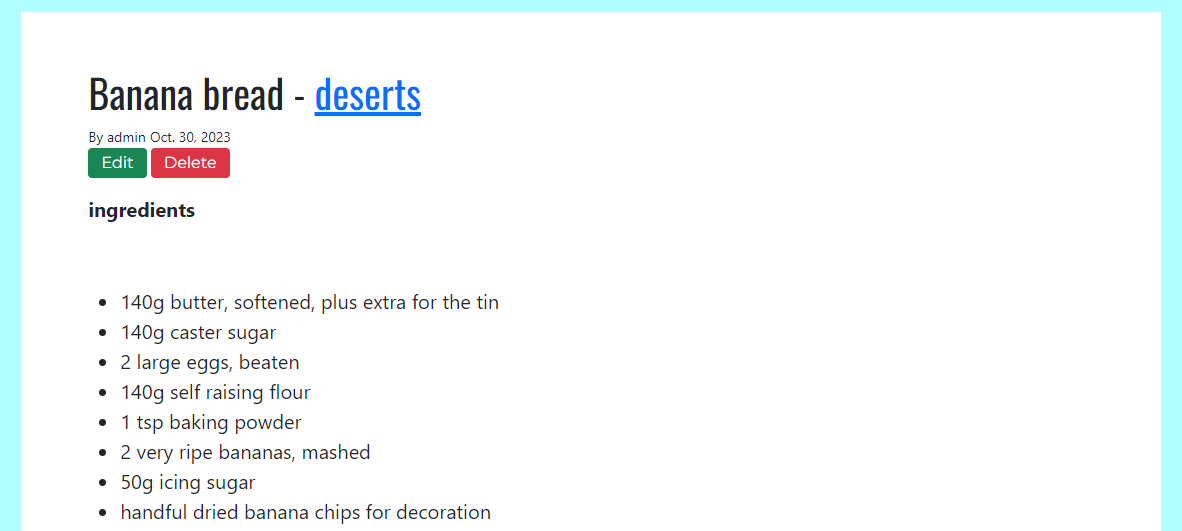 Banana bread - deserts
By admin Oct. 30, 2023
Edit Delete
ingredients
140g butter, softened, plus extra for the tin
140g caster sugar
2 large eggs, beaten
140g self raising flour
1 tsp baking powder
2 very ripe bananas, mashed
50g icing sugar
handful dried banana chips for decoration